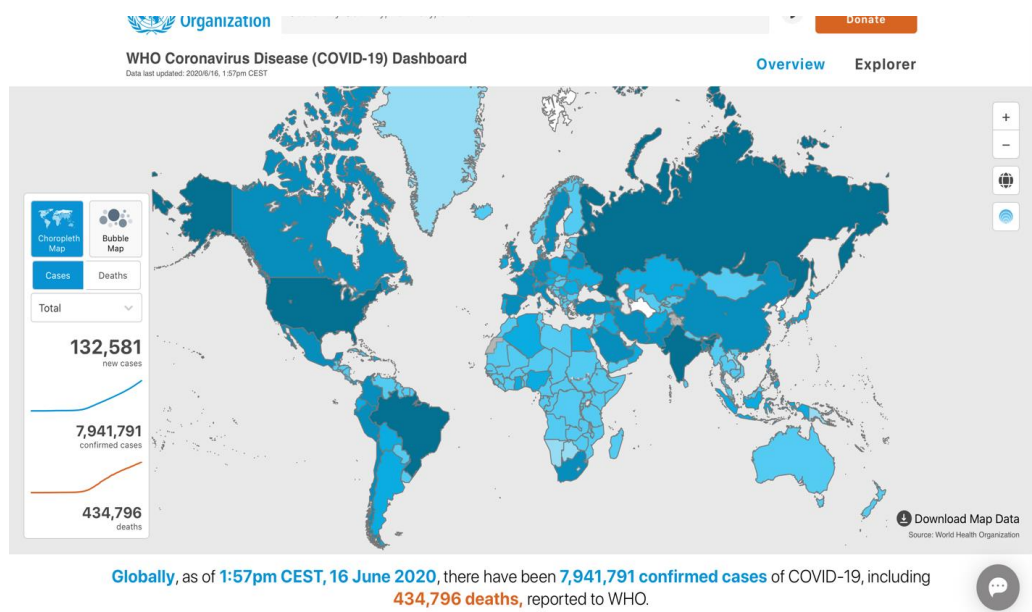 Organization
Donate
WHO Coronavirus Disease (COVID-19) Dashboard
Data last updated: 2020/6/16, 1:57pm CEST
Overview
Explorer
+
−
Choropleth
Map
Bubble
Map
Cases
Deaths
Total
132,581
new cases
7,941,791
confirmed cases
434,796
deaths
Download Map Data
Source: World Health Organization
Globally, as of 1:57pm CEST, 16 June 2020, there have been 7,941,791 confirmed cases of COVID-19, including
434,796 deaths, reported to WHO.